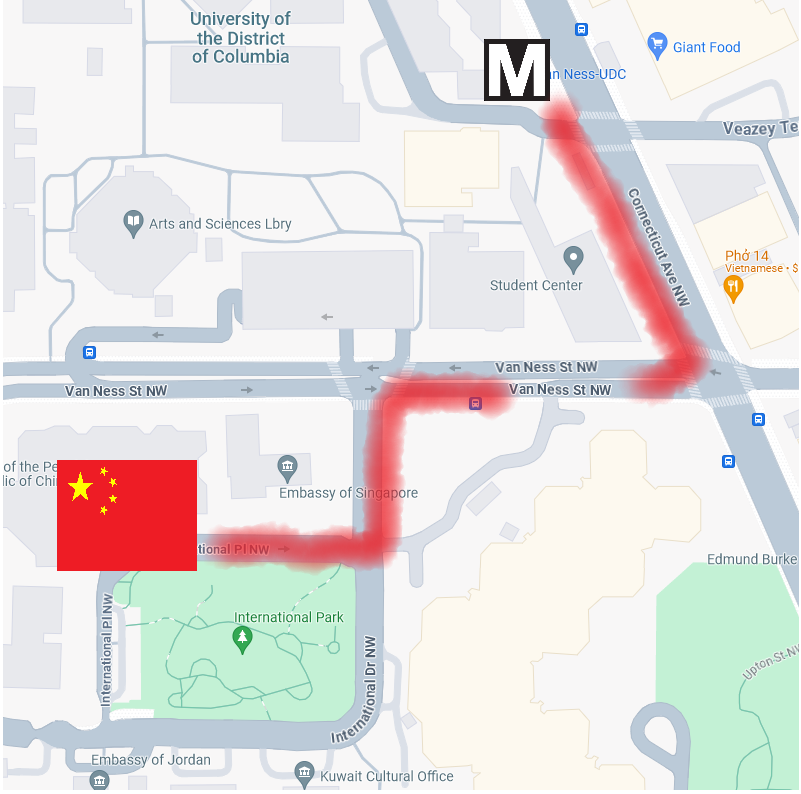 University of
the District
of Columbia
M
Giant Food
an Ness-UDC
Veazey Te
Arts and Sciences Lbry
Connecticut Ave NW
Phở 14
Vietnamese • $
Student Center
Van Ness St NW
Van Ness St NW
Van Ness St NW
of the Pe
lic of Chi
Embassy of Singapore
tional Pl NW
Edmund Burke
International Pl NW
International Park
International Dr NW
Upton St NW
Embassy of Jordan
Kuwait Cultural Office